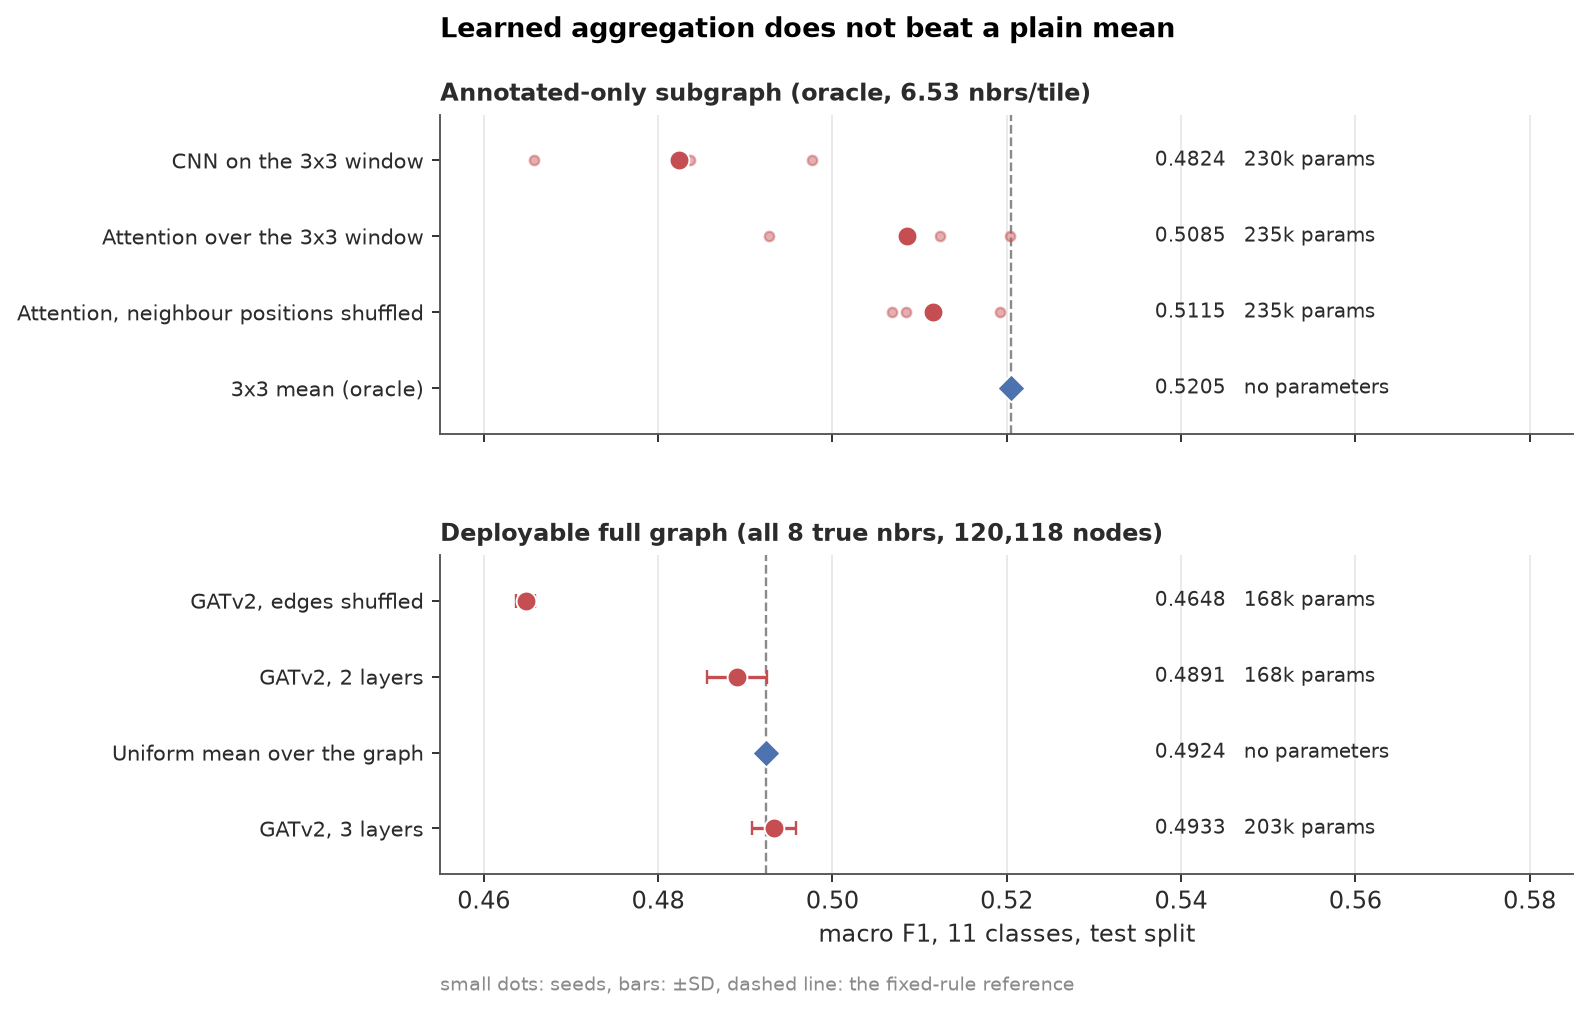 Learned aggregation does not beat a plain mean
Annotated-only subgraph (oracle, 6.53 nbrs/tile)
CNN on the 3x3 window 0.4824 230k params
Attention over the 3x3 window 0.5085 235k params
Attention, neighbour positions shuffled 0.5115 235k params
3x3 mean (oracle) 0.5205 no parameters
Deployable full graph (all 8 true nbrs, 120,118 nodes)
GATv2, edges shuffled 0.4648 168k params
GATv2, 2 layers 0.4891 168k params
Uniform mean over the graph 0.4924 no parameters
GATv2, 3 layers 0.4933 203k params
0.46 0.48 0.50 0.52 0.54 0.56 0.58
macro F1, 11 classes, test split
small dots: seeds, bars: ±SD, dashed line: the fixed-rule reference